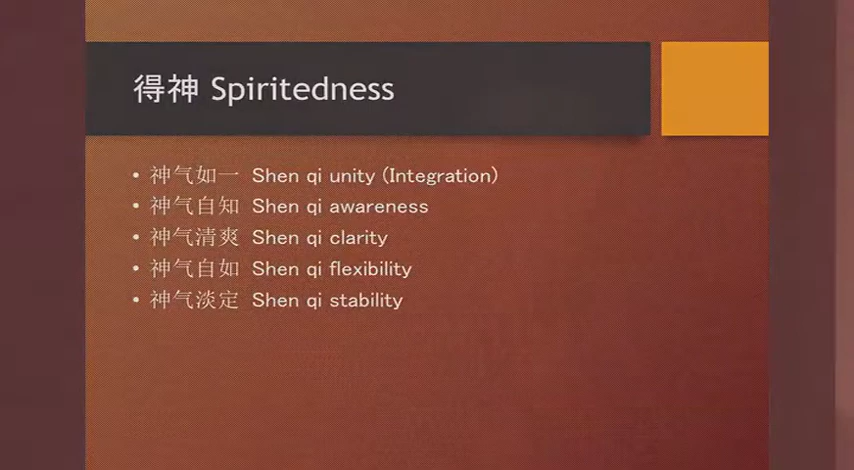 得神 Spiritedness
• 神气如一 Shen qi unity (Integration)
• 神气自知 Shen qi awareness
• 神气清爽 Shen qi clarity
• 神气自如 Shen qi flexibility
• 神气淡定 Shen qi stability